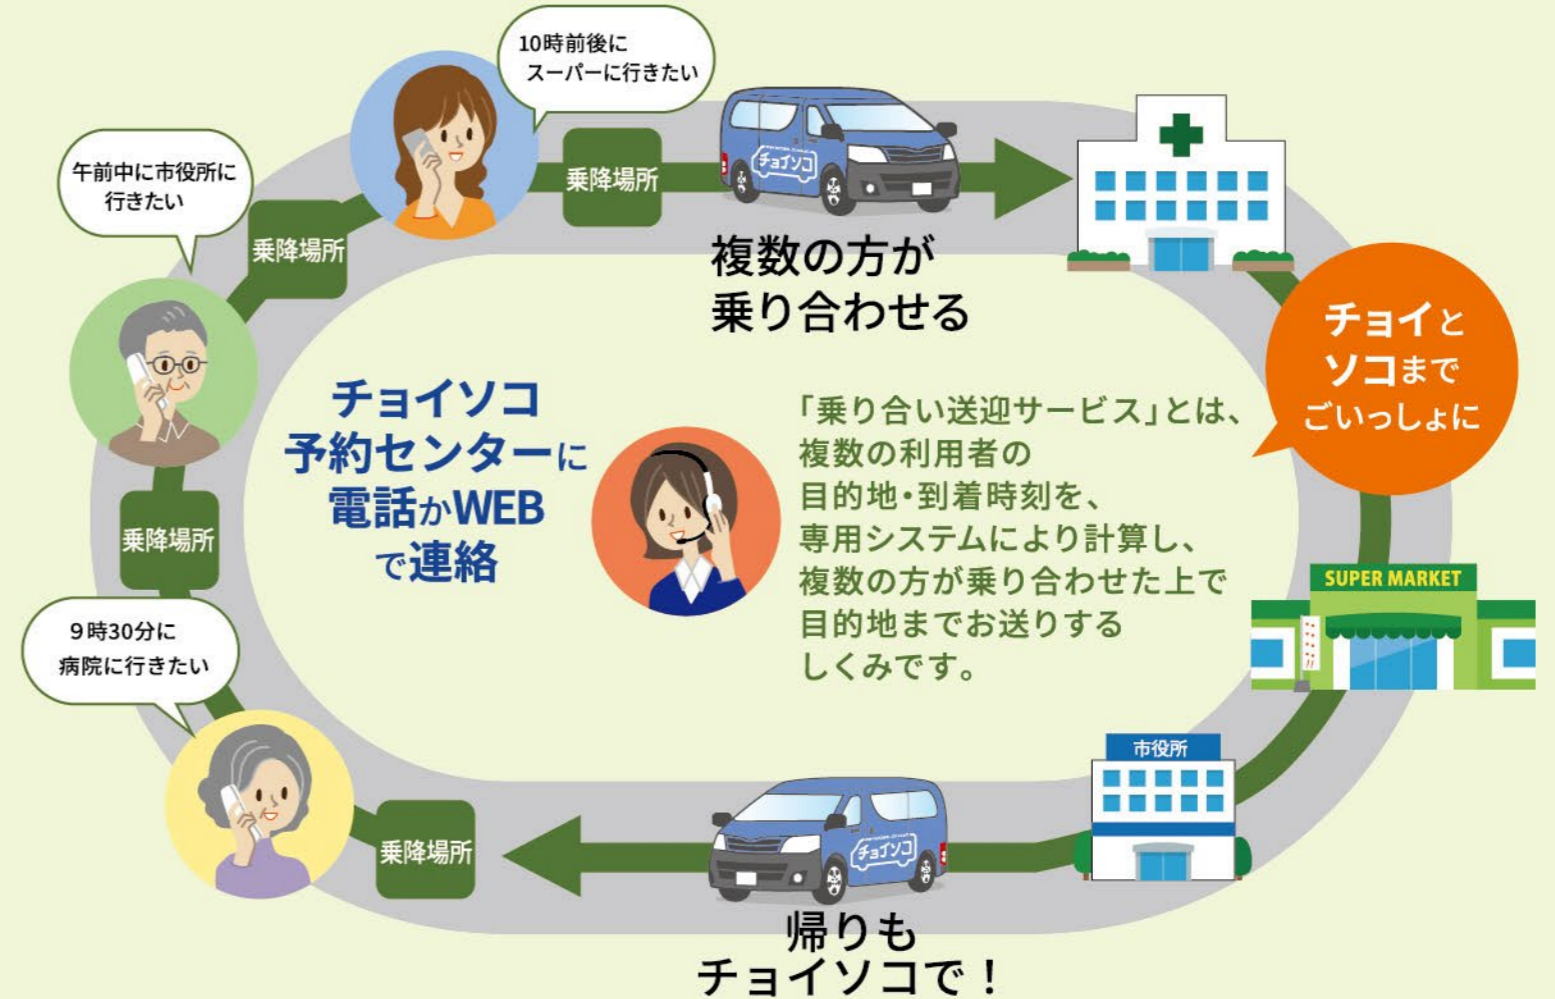 10時前後に
スーパーに行きたい
午前中に市役所に
行きたい
乗降場所
乗降場所
チョイソコ
複数の方が
乗り合わせる
チョイと
ソコまで
ごいっしょに
チョイソコ
予約センターに
電話かWEB
で連絡
「乗り合い送迎サービス」とは、
複数の利用者の
目的地・到着時刻を、
専用システムにより計算し、
複数の方が乗り合わせた上で
目的地までお送りする
しくみです。
乗降場所
SUPER MARKET
9時30分に
病院に行きたい
市役所
乗降場所
チョイソコ
帰りも
チョイソコで！